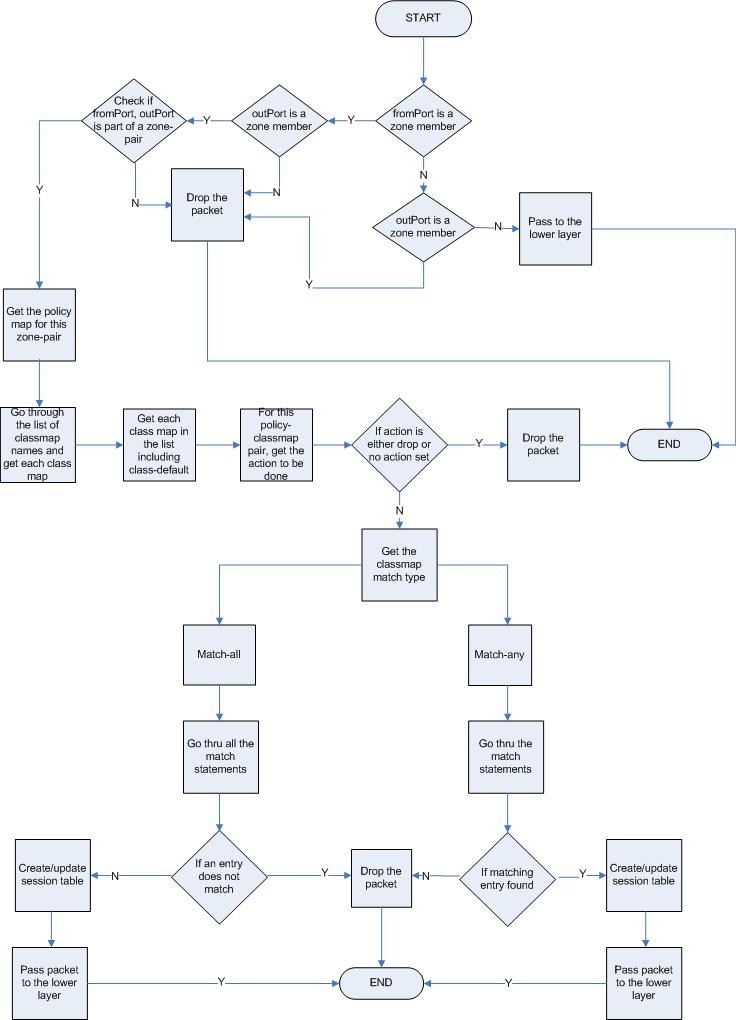 START
Check if
fromPort, outPort
is part of a zone-
pair
Y
outPort is a
zone member
Y
fromPort is a
zone member
N
Y
N
N
Drop the
packet
outPort is a
zone member
N
Pass to the
lower layer
Y
Get the policy
map for this
zone-pair
Go through
the list of
classmap
names and
get each class
map
Get each
class map in
the list
including
class-default
For this
policy-
classmap
pair, get the
action to be
done
If action is
either drop or
no action set
Y
Drop the
packet
END
N
Get the
classmap
match type
Match-all
Match-any
Go thru all the
match
statements
Go thru the
match
statements
Create/update
session table
N
If an entry
does not
match
Y
Drop the
packet
N
If matching
entry found
Y
Create/update
session table
Pass packet
to the lower
layer
Y
END
Y
Pass packet
to the lower
layer